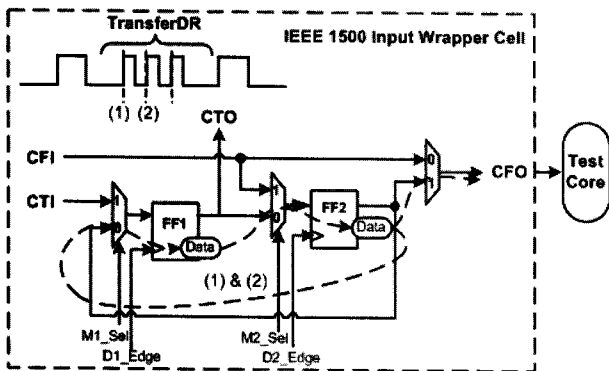 TransferDR
IEEE 1500 Input Wrapper Cell
(1) (2)
CTO
CFI
0
1
CFO
Test
Core
CTI
1
0
FF1
Data
1
0
FF2
Data
(1) & (2)
M1_Sel
M2_Sel
D1_Edge
D2_Edge